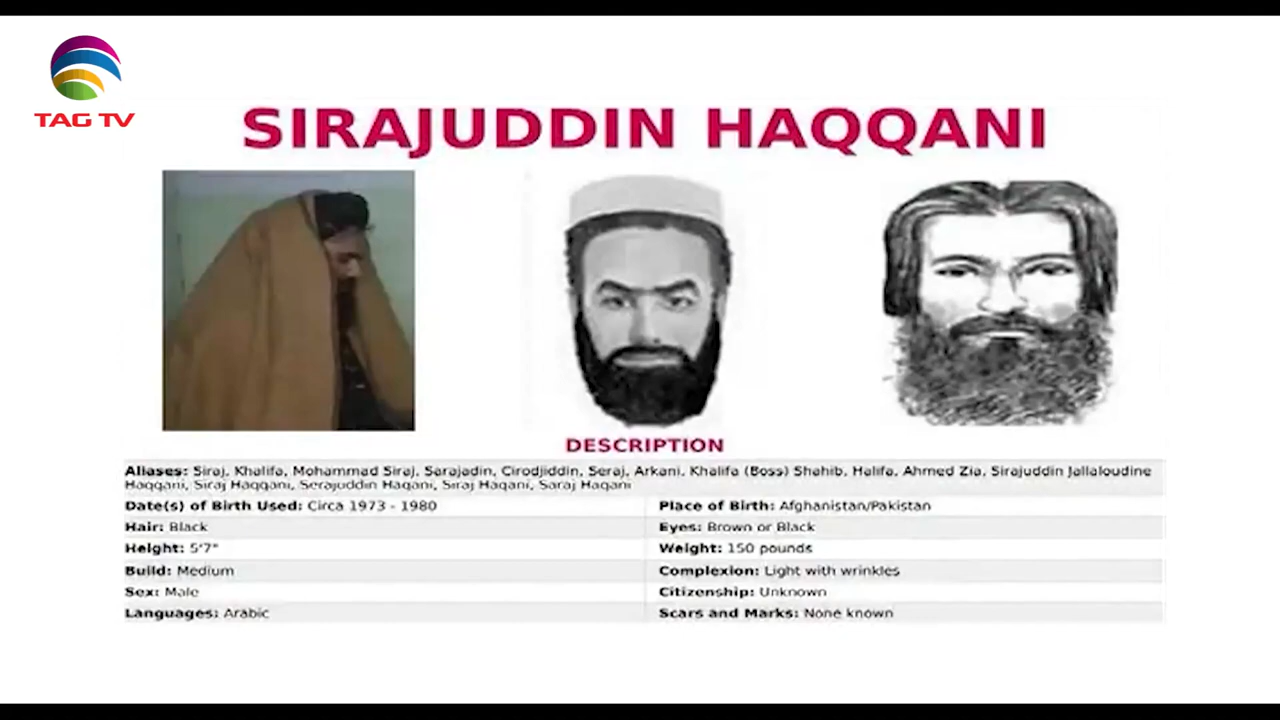 TAG TV
SIRAJUDDIN HAQQANI
DESCRIPTION
Aliases: Siraj, Khalifa, Mohammad Siraj, Sarajadin, Cirodjiddin, Seraj, Arkani, Khalifa (Boss) Shahib, Halifa, Ahmed Zia, Sirajuddin Jallaloudine
Haqqani, Siraj Haqqani, Serajuddin Haqani, Siraj Haqani, Saraj Haqani
Date(s) of Birth Used: Circa 1973 - 1980 Place of Birth: Afghanistan/Pakistan
Hair: Black Eyes: Brown or Black
Height: 5'7" Weight: 150 pounds
Build: Medium Complexion: Light with wrinkles
Sex: Male Citizenship: Unknown
Languages: Arabic Scars and Marks: None known